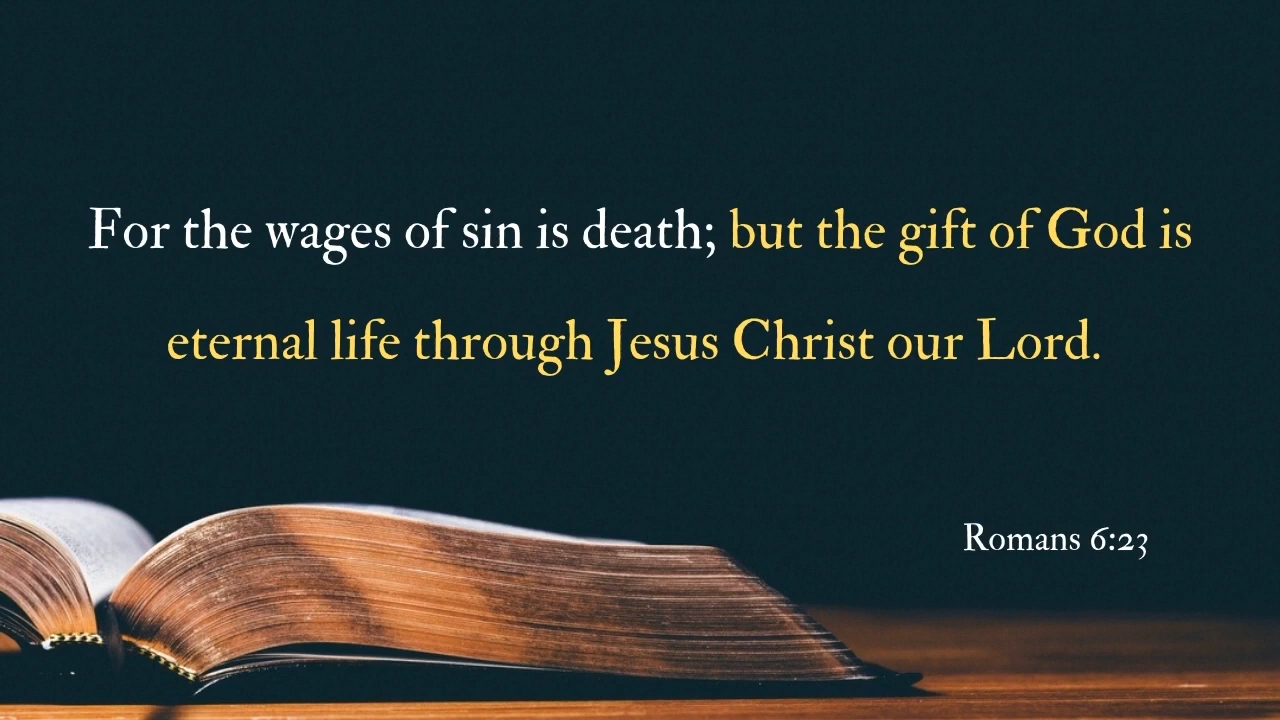 For the wages of sin is death; but the gift of God is
eternal life through Jesus Christ our Lord.
Romans 6:23